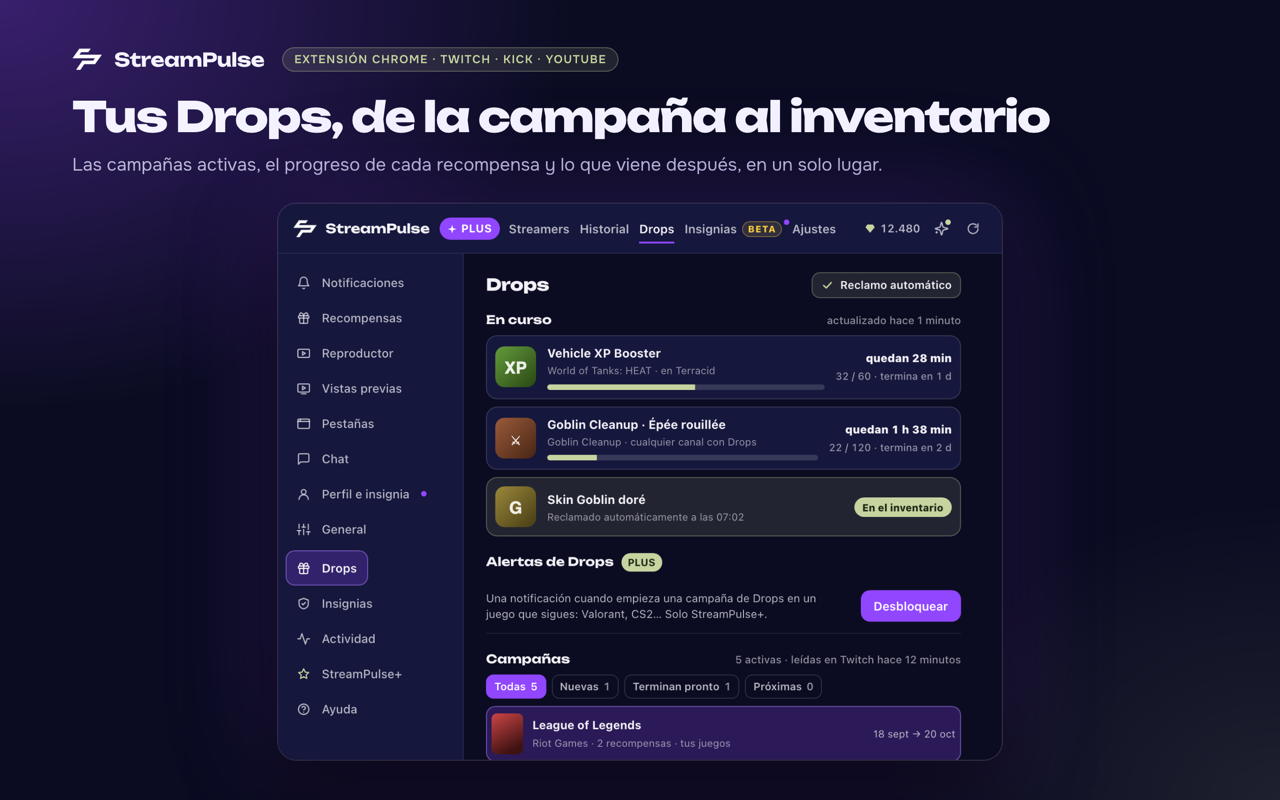 StreamPulse
EXTENSIÓN CHROME · TWITCH · KICK · YOUTUBE
Tus Drops, de la campaña al inventario
Las campañas activas, el progreso de cada recompensa y lo que viene después, en un solo lugar.
StreamPulse
PLUS
Streamers
Historial
Drops
Insignias
BETA
Ajustes
12.480
Notificaciones
Recompensas
Reproductor
Vistas previas
Pestañas
Chat
Perfil e insignia
General
Drops
Insignias
Actividad
StreamPulse+
Ayuda
Drops
Reclamo automático
En curso
actualizado hace 1 minuto
XP
Vehicle XP Booster
World of Tanks: HEAT · en Terracid
quedan 28 min
32 / 60 · termina en 1 d
Goblin Cleanup · Épée rouillée
Goblin Cleanup · cualquier canal con Drops
quedan 1 h 38 min
22 / 120 · termina en 2 d
G
Skin Goblin doré
Reclamado automáticamente a las 07:02
En el inventario
Alertas de Drops
PLUS
Una notificación cuando empieza una campaña de Drops en un
juego que sigues: Valorant, CS2… Solo StreamPulse+.
Desbloquear
Campañas
5 activas · leídas en Twitch hace 12 minutos
Todas 5
Nuevas 1
Terminan pronto 1
Próximas 0
League of Legends
Riot Games · 2 recompensas · tus juegos
18 sept → 20 oct